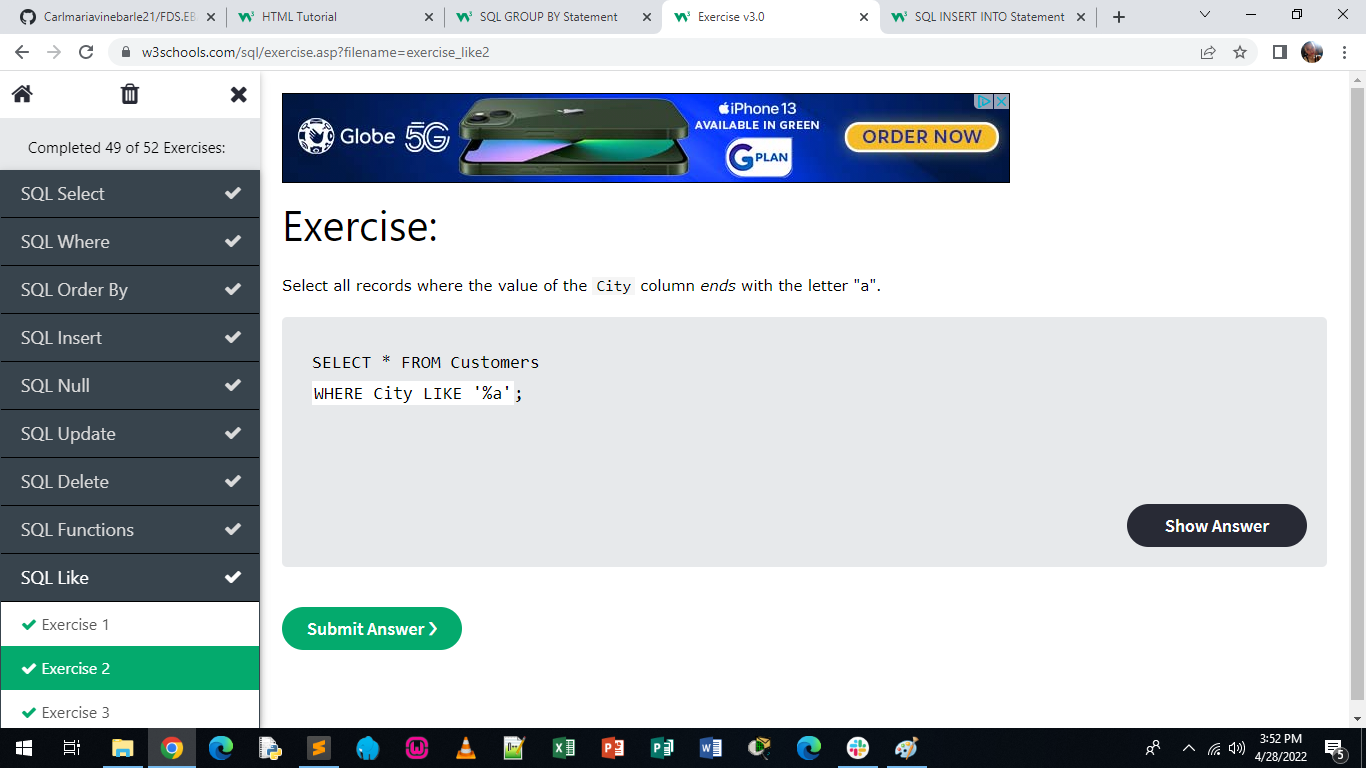 Carlmariavinebarle21/FDS.EB
HTML Tutorial
SQL GROUP BY Statement
Exercise v3.0
SQL INSERT INTO Statement
w3schools.com/sql/exercise.asp?filename=exercise_like2
Completed 49 of 52 Exercises:
SQL Select
SQL Where
SQL Order By
SQL Insert
SQL Null
SQL Update
SQL Delete
SQL Functions
SQL Like
Exercise 1
Exercise 2
Exercise 3
Globe 5G
iPhone 13
AVAILABLE IN GREEN
G PLAN
ORDER NOW
Exercise:
Select all records where the value of the City column ends with the letter "a".
SELECT * FROM Customers
WHERE City LIKE '%a';
Show Answer
Submit Answer ❯
3:52 PM
4/28/2022
5